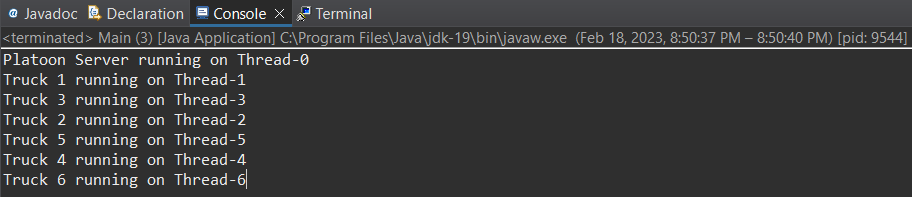 Javadoc Declaration Console Terminal
<terminated> Main (3) [Java Application] C:\Program Files\Java\jdk-19\bin\javaw.exe (Feb 18, 2023, 8:50:37 PM – 8:50:40 PM) [pid: 9544]
Platoon Server running on Thread-0
Truck 1 running on Thread-1
Truck 3 running on Thread-3
Truck 2 running on Thread-2
Truck 5 running on Thread-5
Truck 4 running on Thread-4
Truck 6 running on Thread-6